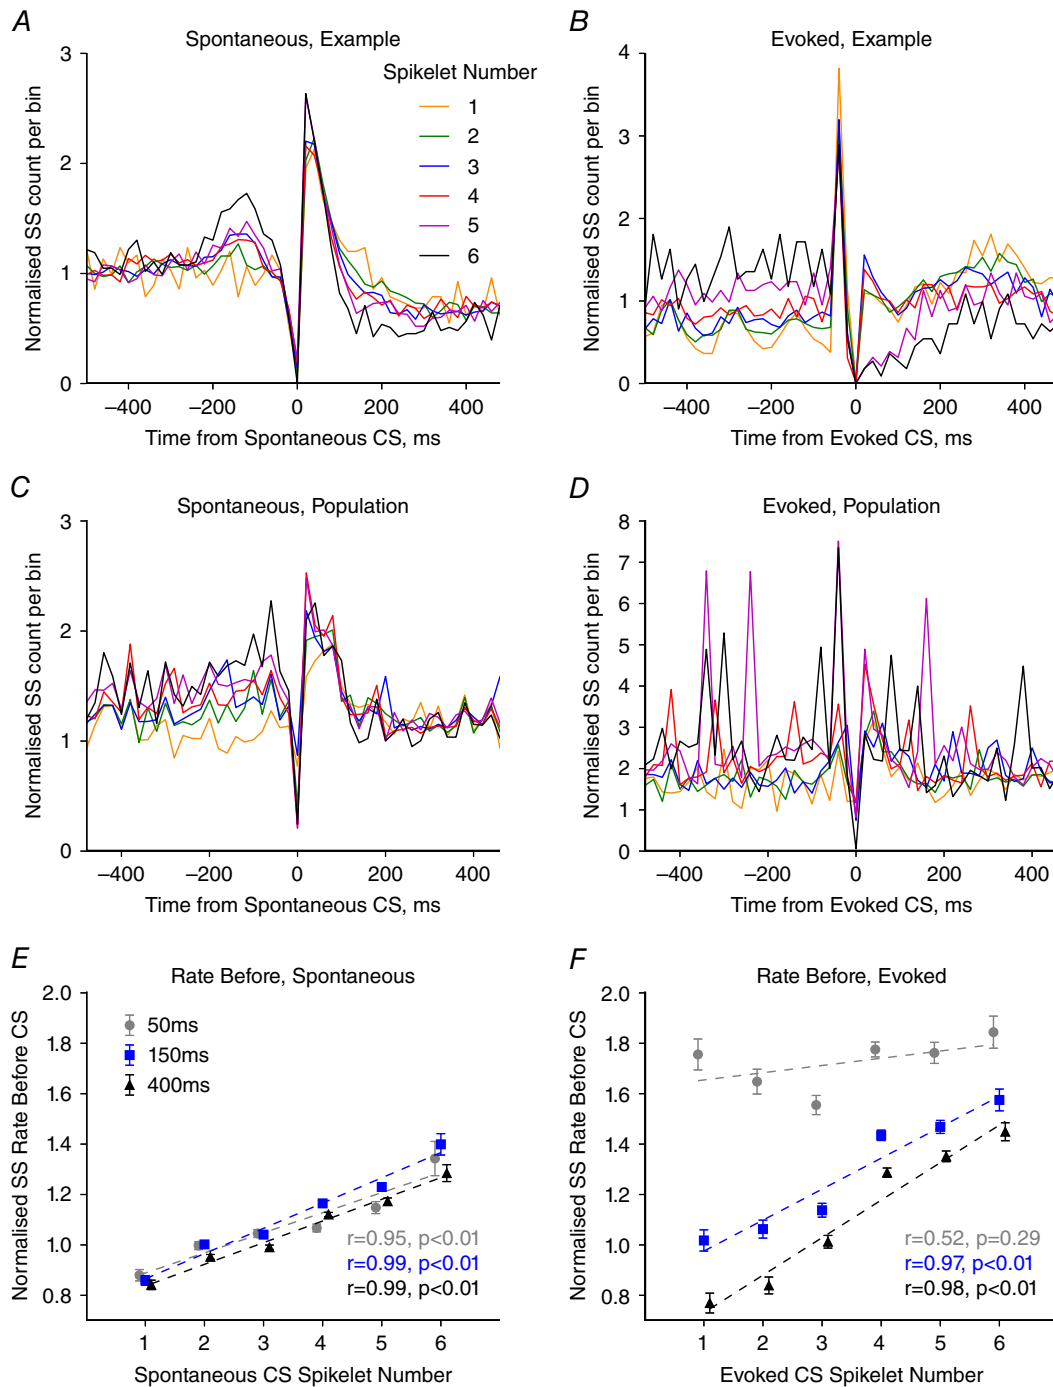 A
Spontaneous, Example
Normalised SS count per bin
3
2
1
0
Spikelet Number
1
2
3
4
5
6
−400 −200 0 200 400
Time from Spontaneous CS, ms
B
Evoked, Example
Normalised SS count per bin
4
3
2
1
0
−400 −200 0 200 400
Time from Evoked CS, ms
C
Spontaneous, Population
Normalised SS count per bin
3
2
1
0
−400 −200 0 200 400
Time from Spontaneous CS, ms
D
Evoked, Population
Normalised SS count per bin
8
7
6
5
4
3
2
1
0
−400 −200 0 200 400
Time from Evoked CS, ms
E
Rate Before, Spontaneous
Normalised SS Rate Before CS
2.0
1.8
1.6
1.4
1.2
1.0
0.8
50ms
150ms
400ms
r=0.95, p<0.01
r=0.99, p<0.01
r=0.99, p<0.01
1 2 3 4 5 6
Spontaneous CS Spikelet Number
F
Rate Before, Evoked
Normalised SS Rate Before CS
2.0
1.8
1.6
1.4
1.2
1.0
0.8
r=0.52, p=0.29
r=0.97, p<0.01
r=0.98, p<0.01
1 2 3 4 5 6
Evoked CS Spikelet Number